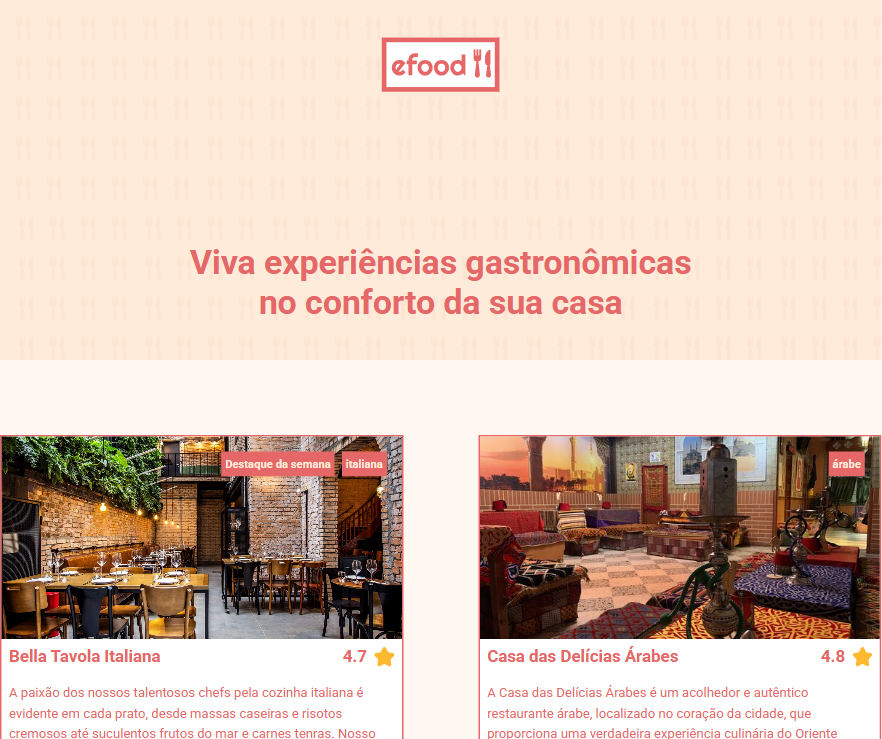 efood
Viva experiências gastronômicas
no conforto da sua casa
Destaque da semana
italiana
Bella Tavola Italiana
4.7
A paixão dos nossos talentosos chefs pela cozinha italiana é
evidente em cada prato, desde massas caseiras e risotos
cremosos até suculentos frutos do mar e carnes tenras. Nosso
árabe
Casa das Delícias Árabes
4.8
A Casa das Delícias Árabes é um acolhedor e autêntico
restaurante árabe, localizado no coração da cidade, que
proporciona uma verdadeira experiência culinária do Oriente